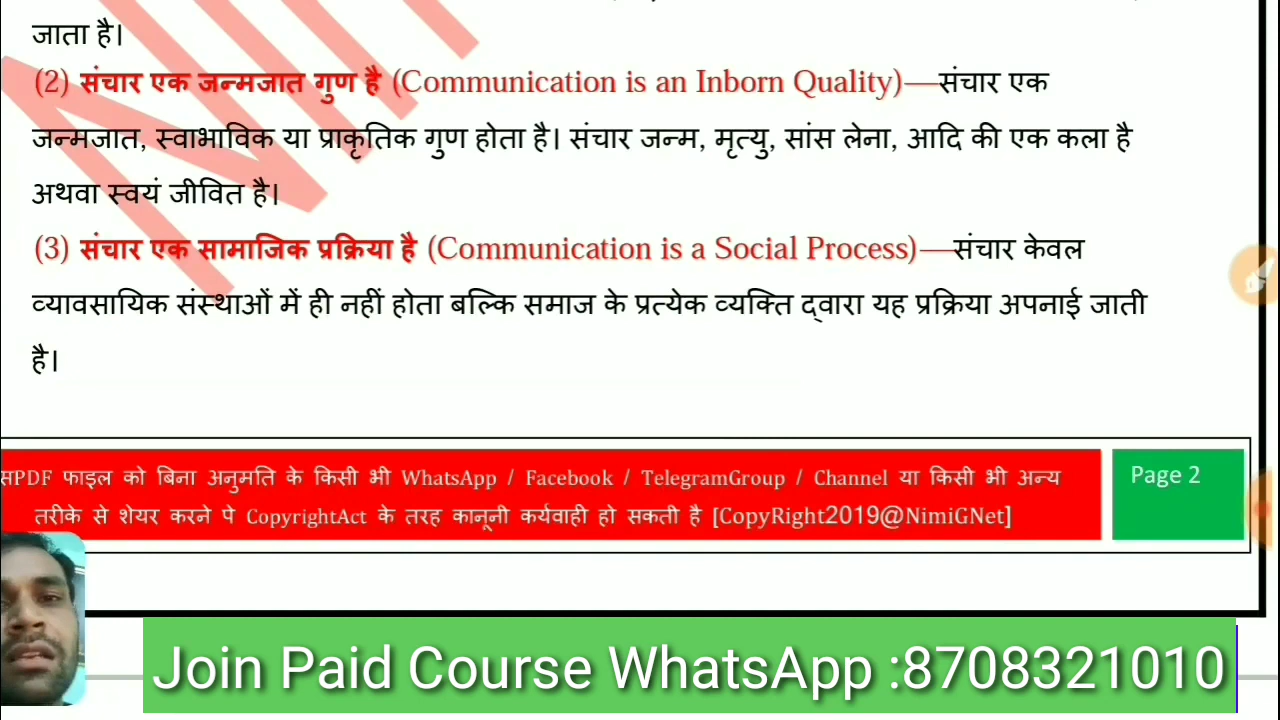 जाता है।
(2) संचार एक जन्मजात गुण है (Communication is an Inborn Quality)—संचार एक
जन्मजात, स्वाभाविक या प्राकृतिक गुण होता है। संचार जन्म, मृत्यु, सांस लेना, आदि की एक कला है
अथवा स्वयं जीवित है।
(3) संचार एक सामाजिक प्रक्रिया है (Communication is a Social Process)—संचार केवल
व्यावसायिक संस्थाओं में ही नहीं होता बल्कि समाज के प्रत्येक व्यक्ति द्वारा यह प्रक्रिया अपनाई जाती
है।
PDF फाइल को बिना अनुमति के किसी भी WhatsApp / Facebook / TelegramGroup / Channel या किसी भी अन्य
तरीके से शेयर करने पे CopyrightAct के तरह कानूनी कर्यवाही हो सकती है [CopyRight2019@NimiGNet]
Page 2
Join Paid Course WhatsApp :8708321010